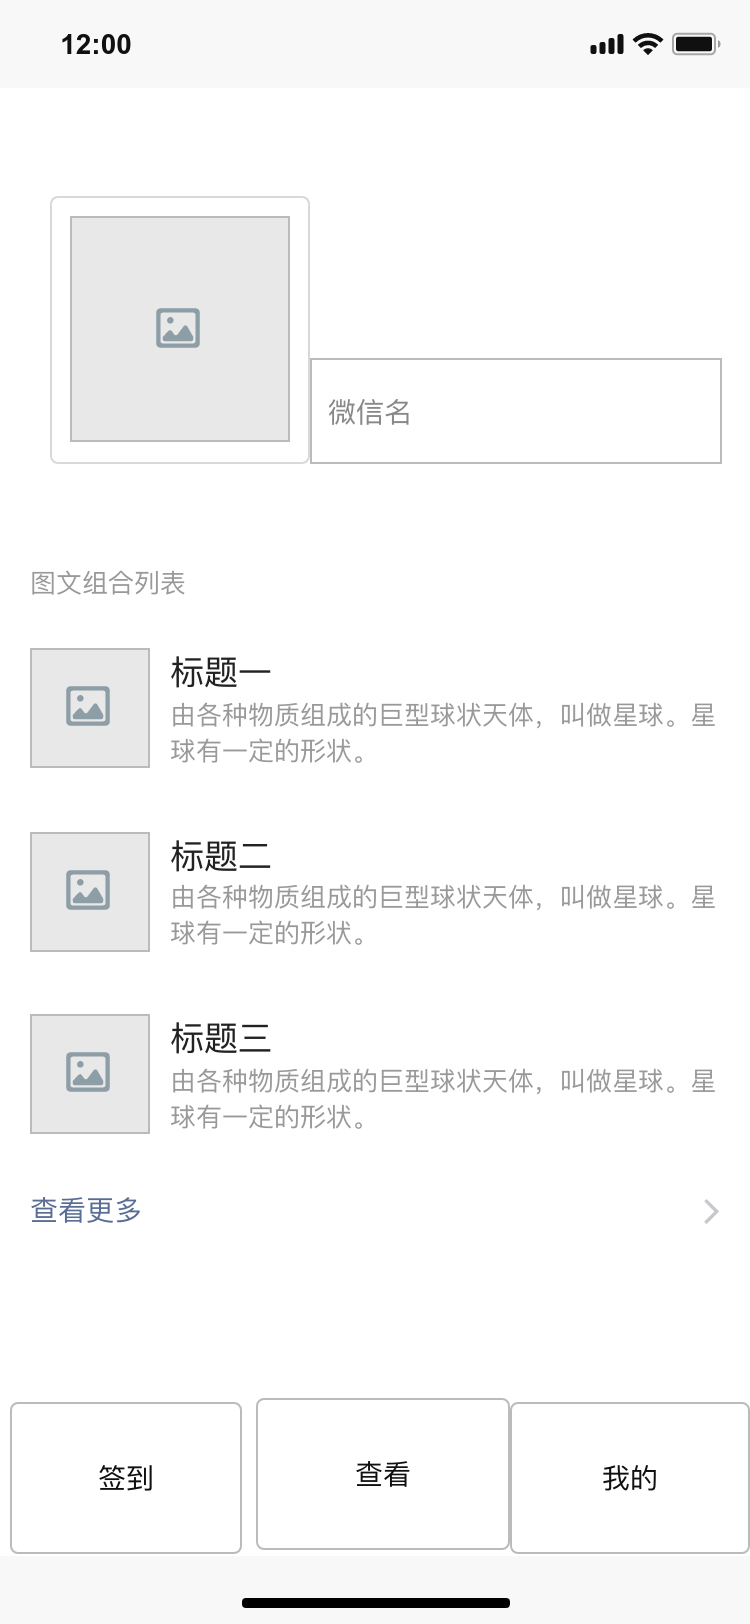 12:00
微信名
图文组合列表
标题一
由各种物质组成的巨型球状天体，叫做星球。星
球有一定的形状。
标题二
由各种物质组成的巨型球状天体，叫做星球。星
球有一定的形状。
标题三
由各种物质组成的巨型球状天体，叫做星球。星
球有一定的形状。
查看更多
签到
查看
我的